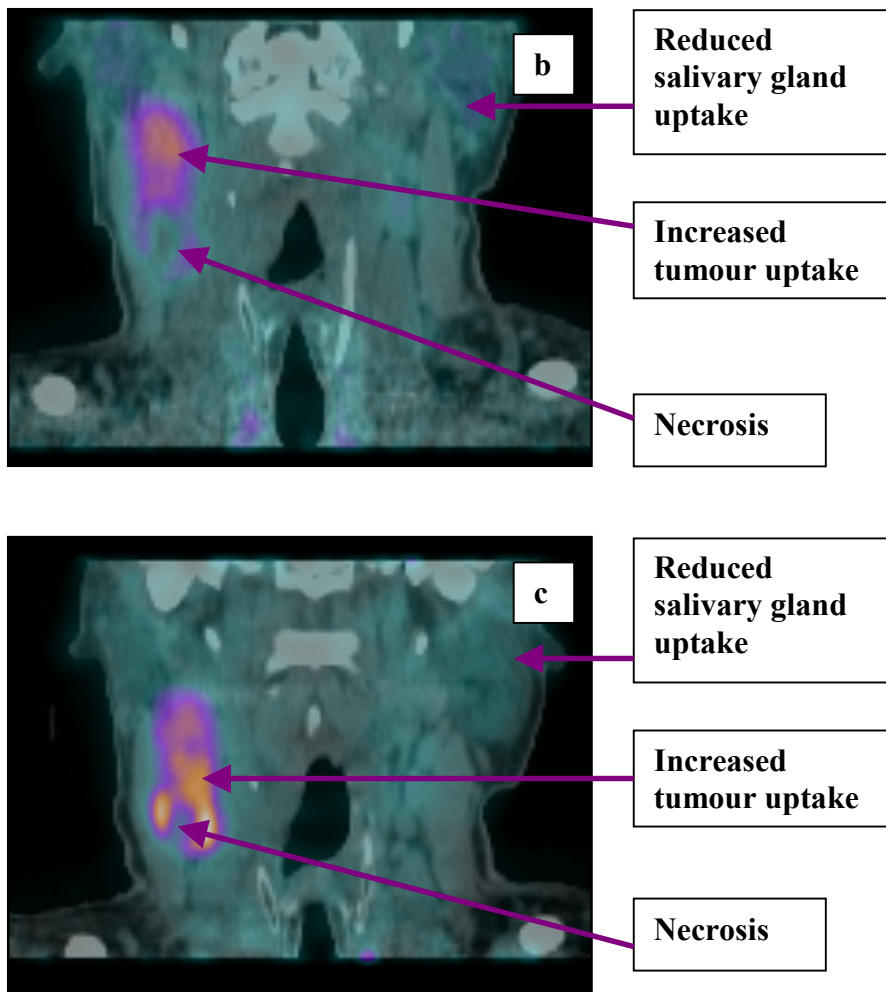 b
Reduced
salivary gland
uptake
Increased
tumour uptake
Necrosis
c
Reduced
salivary gland
uptake
Increased
tumour uptake
Necrosis